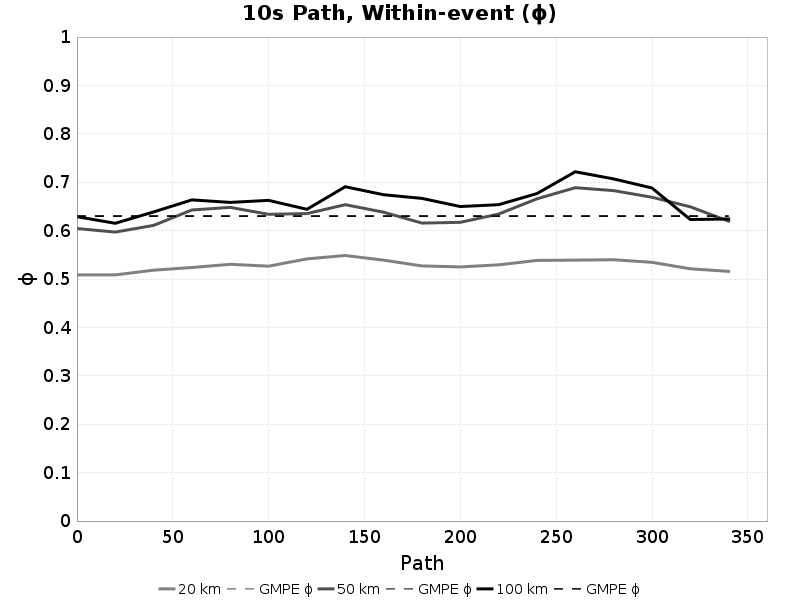 10s Path, Within-event (ϕ)
1
0.9
0.8
0.7
0.6
0.5
0.4
0.3
0.2
0.1
0
ϕ
0 50 100 150 200 250 300 350
Path
20 km GMPE ϕ 50 km GMPE ϕ 100 km GMPE ϕ